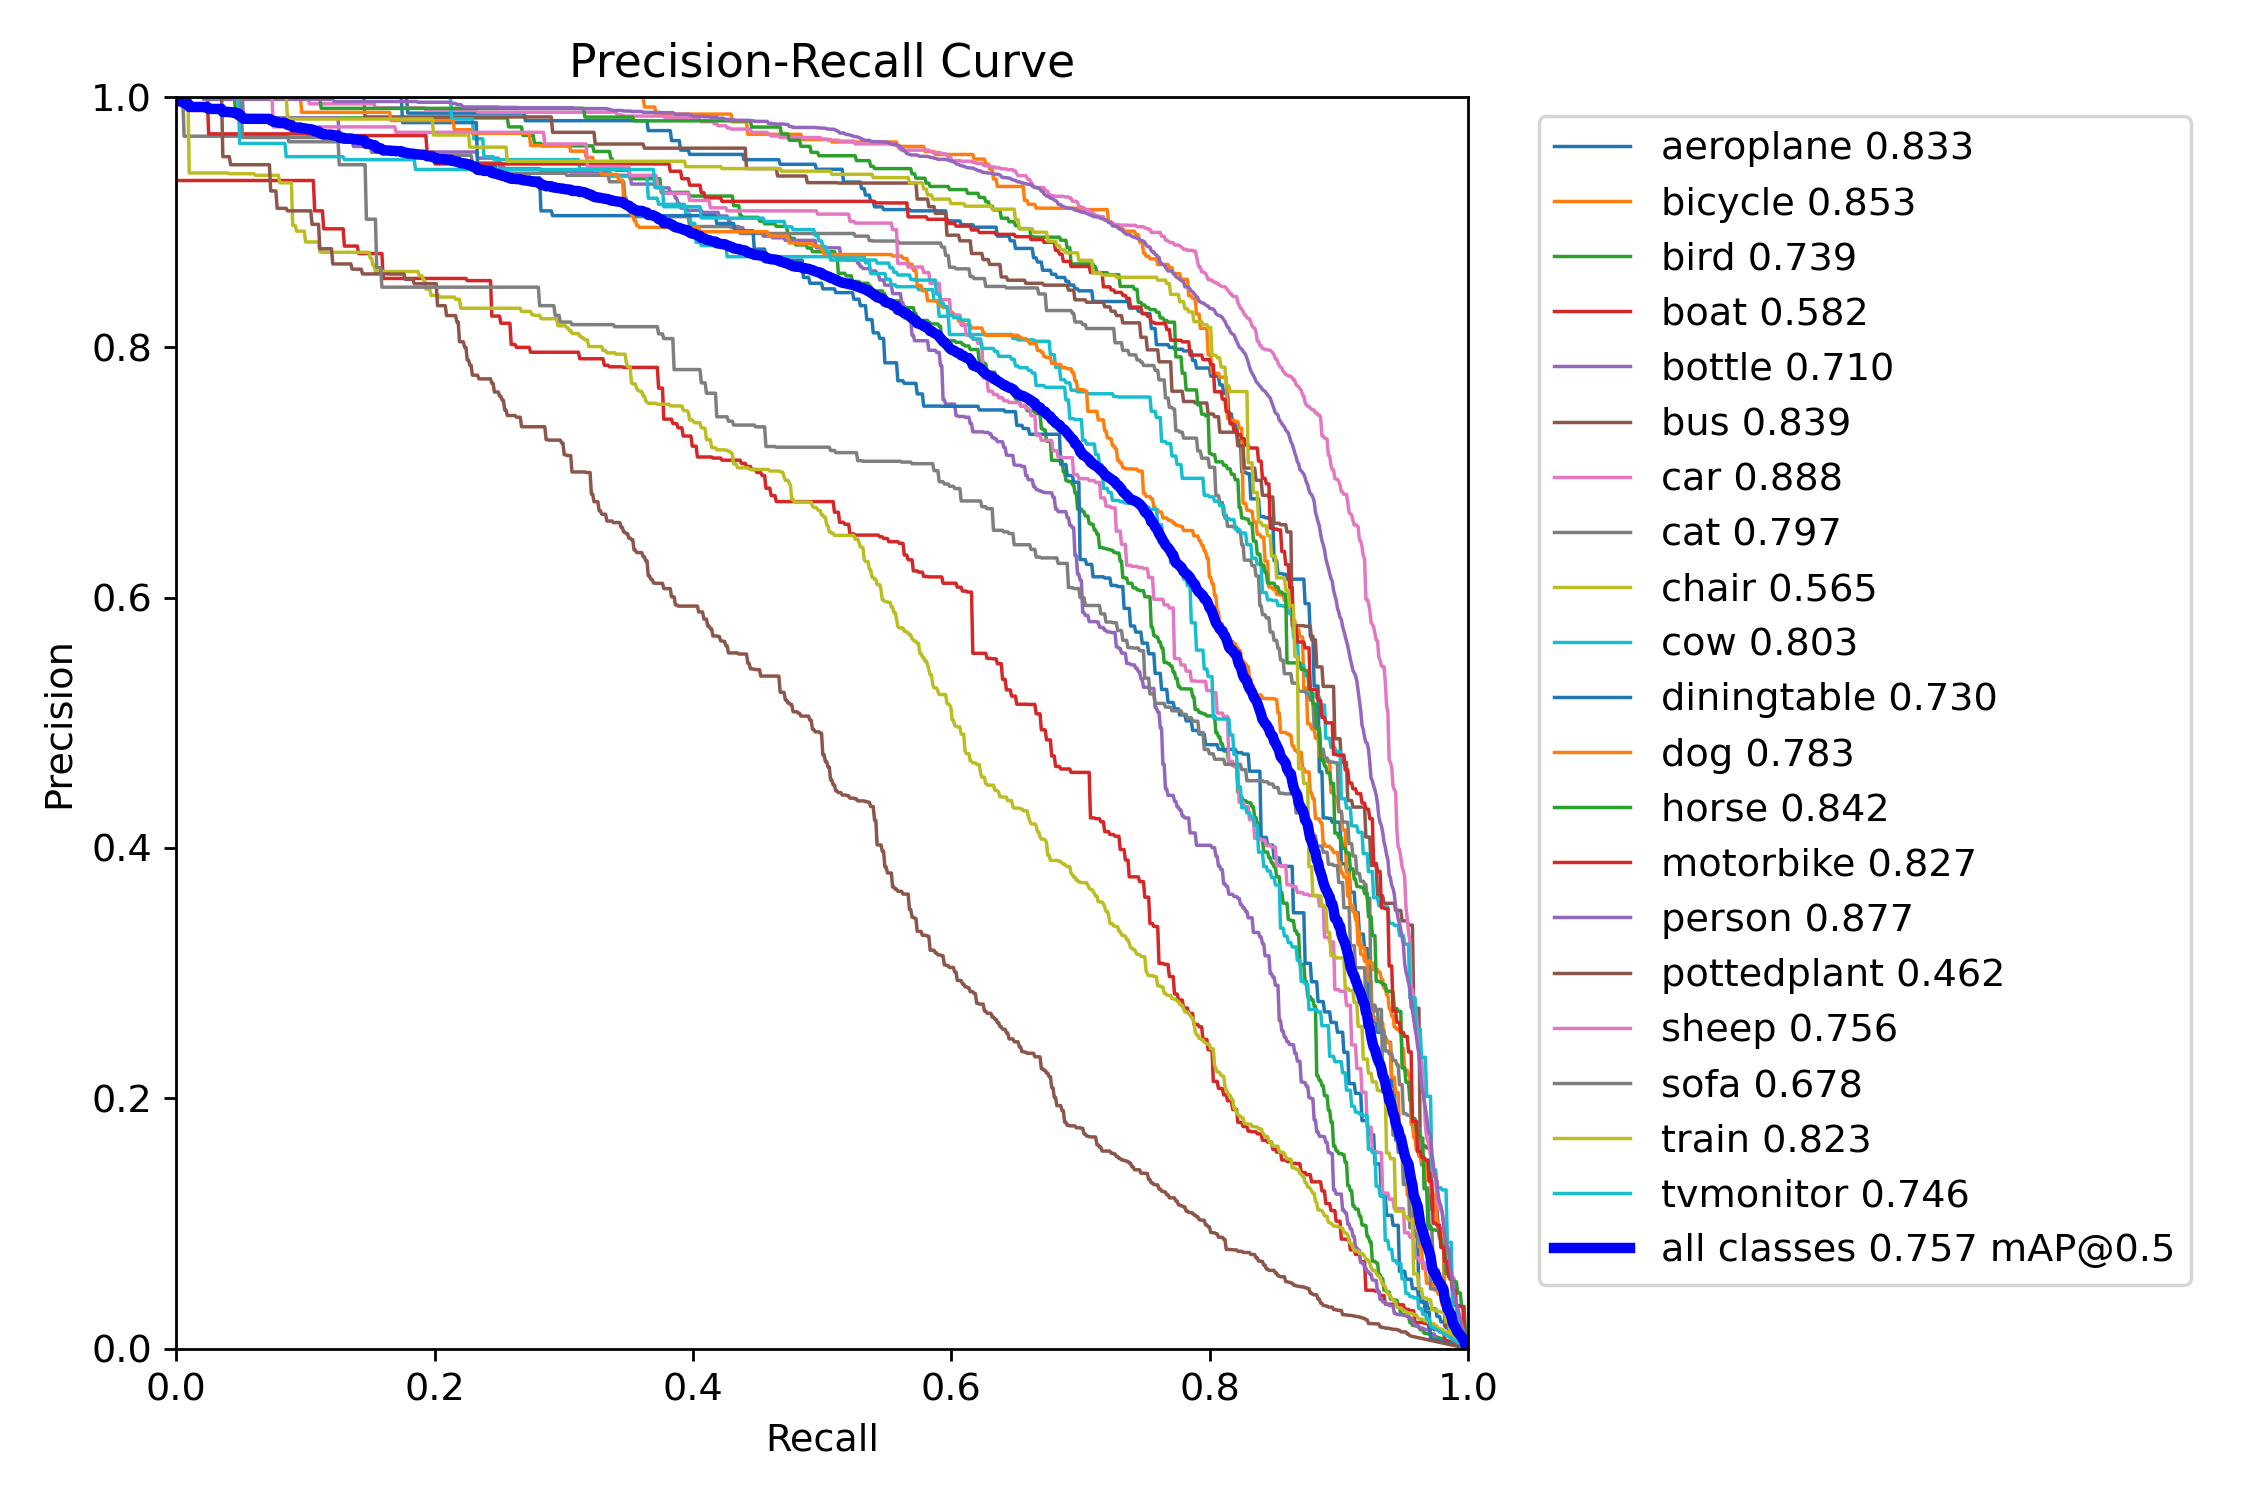 Precision-Recall Curve
1.0
0.8
0.6
0.4
0.2
0.0
Precision
0.0 0.2 0.4 0.6 0.8 1.0
Recall
aeroplane 0.833
bicycle 0.853
bird 0.739
boat 0.582
bottle 0.710
bus 0.839
car 0.888
cat 0.797
chair 0.565
cow 0.803
diningtable 0.730
dog 0.783
horse 0.842
motorbike 0.827
person 0.877
pottedplant 0.462
sheep 0.756
sofa 0.678
train 0.823
tvmonitor 0.746
all classes 0.757 mAP@0.5